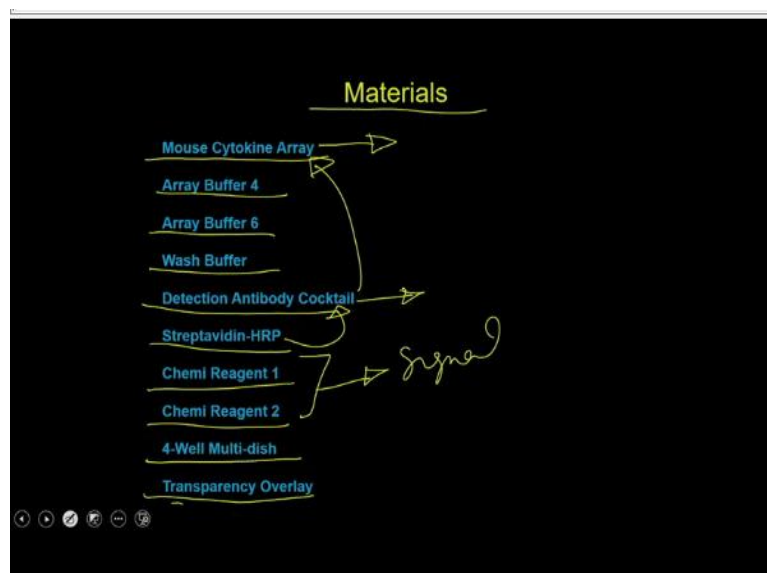 Materials
Mouse Cytokine Array
Array Buffer 4
Array Buffer 6
Wash Buffer
Detection Antibody Cocktail
Streptavidin-HRP
Chemi Reagent 1
signal
Chemi Reagent 2
4-Well Multi-dish
Transparency Overlay